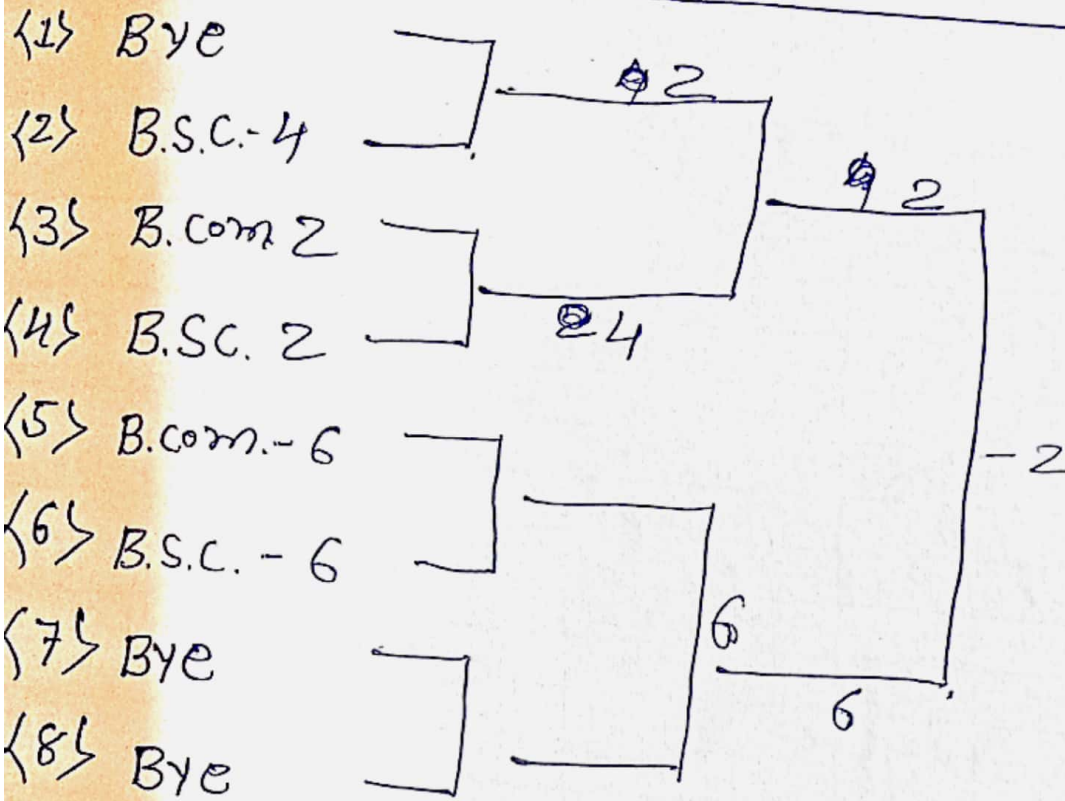 <1> Bye
2
<2> B.S.C.-4
2
<3> B.com 2
<4> B.SC. 2
4
<5> B.com.-6
- 2
<6> B.S.C. - 6
6
<7> Bye
6
<8> Bye